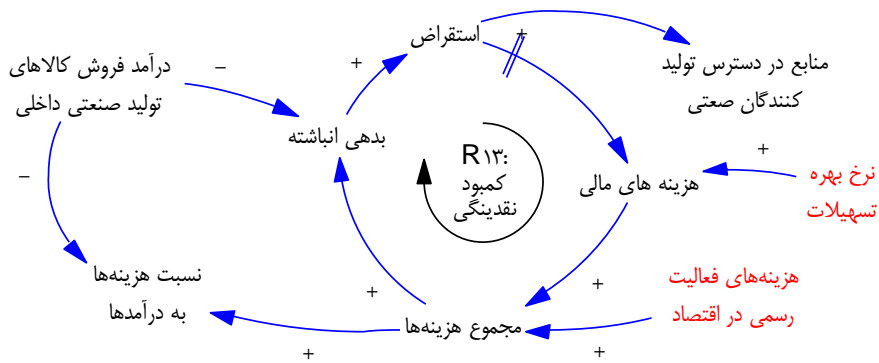 استقراض
+
منابع در دسترس تولید
کنندگان صعتی
درآمد فروش کالاهای
تولید صنعتی داخلی
–
+
بدهی انباشته
R۱۳:
کمبود
نقدینگی
+
نرخ بهره
تسهیلات
هزینه های مالی
–
+
هزینه‌های فعالیت
رسمی در اقتصاد
نسبت هزینه‌ها
به درآمدها
+
مجموع هزینه‌ها
+
+